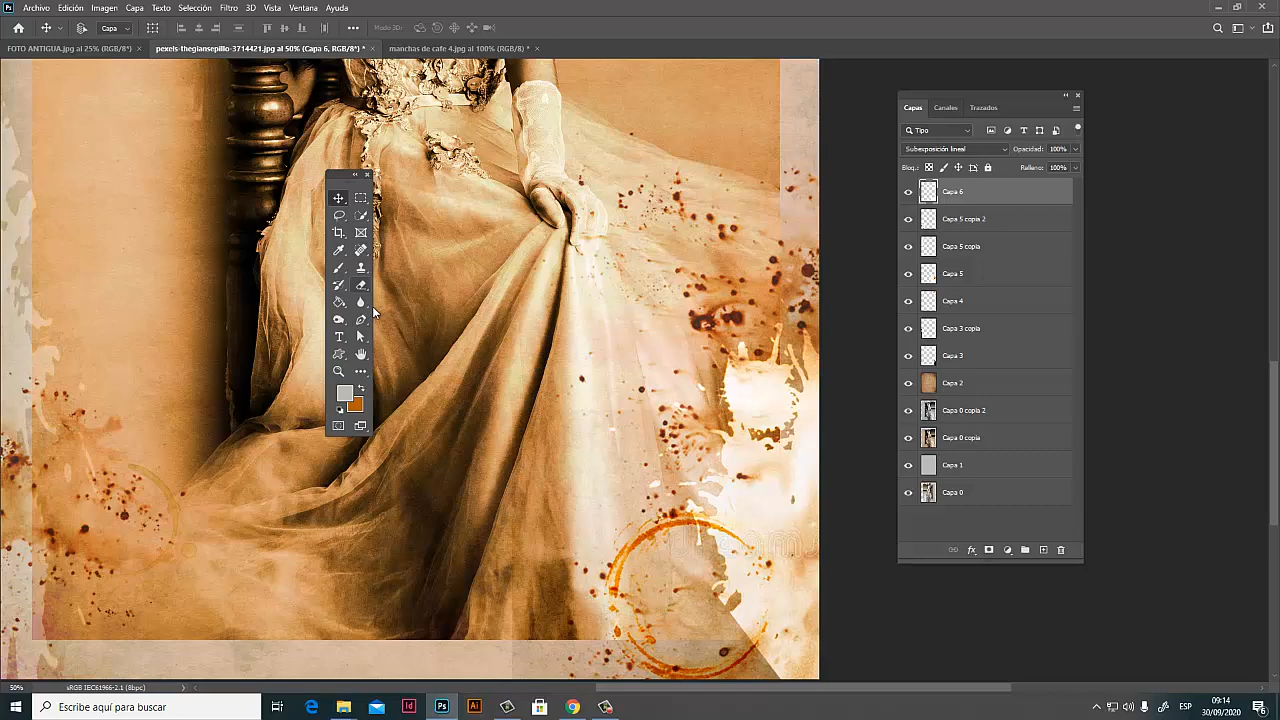 Archivo Edición Imagen Capa Texto Selección Filtro 3D Vista Ventana Ayuda
Capa Modo 3D:
FOTO ANTIGUA.jpg al 25% (RGB/8*) × pexels-thegiansepillo-3714421.jpg al 50% (Capa 6, RGB/8*) * × manchas de cafe 4.jpg al 100% (RGB/8) * ×
Capas Canales Trazados
Tipo
Subexposición lineal Opacidad: 100%
Bloq.: Relleno: 100%
Capa 6
Capa 5 copia 2
Capa 5 copia
Capa 5
Capa 4
Capa 3 copia
Capa 3
Capa 2
Capa 0 copia 2
Capa 0 copia
Capa 1
Capa 0
fx
50% sRGB IEC61966-2.1 (8bpc)
Escribe aquí para buscar
ESP
09:14
30/09/2020